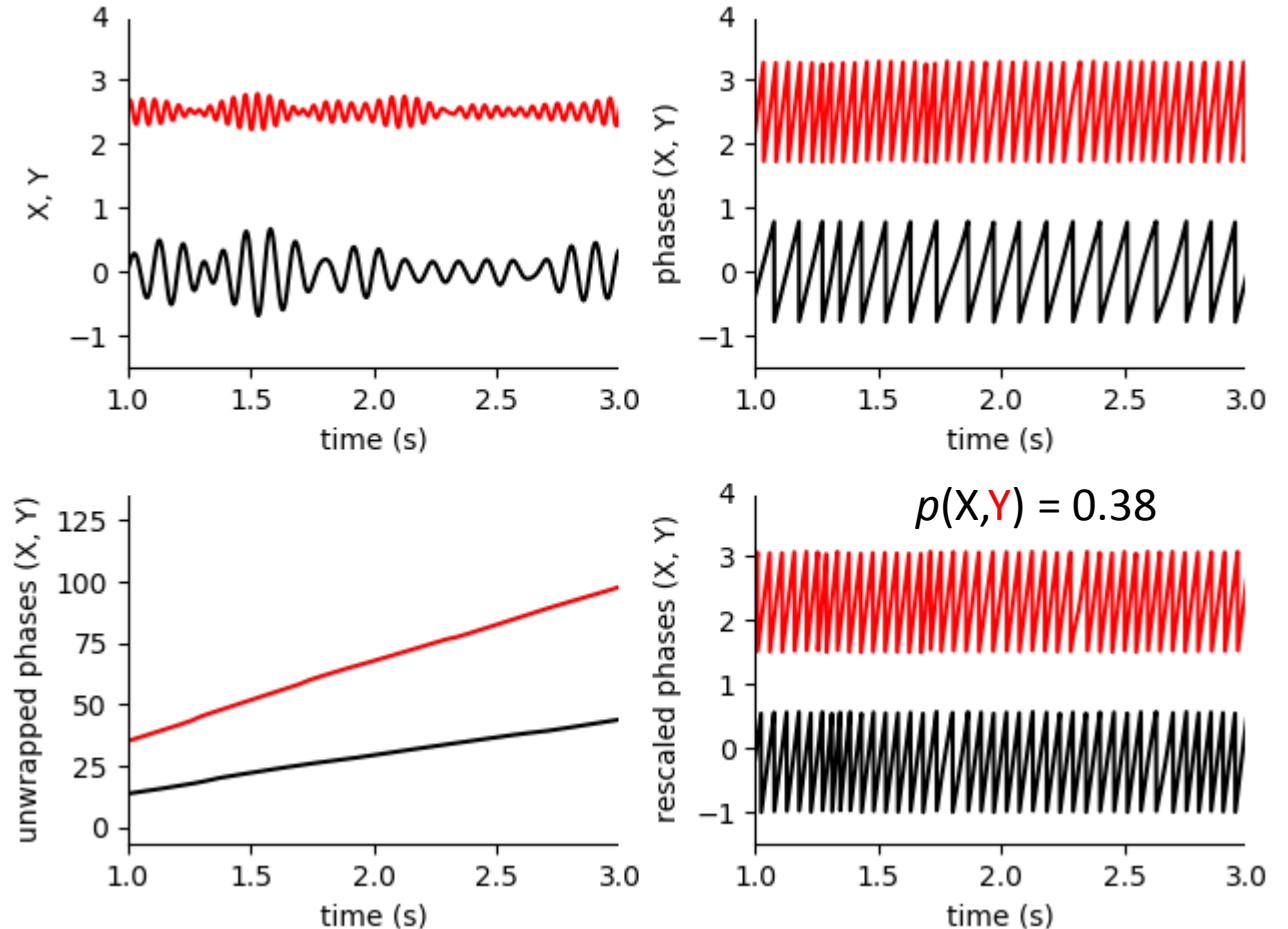 4
3
2
1
0
−1
X, Y
1.0 1.5 2.0 2.5 3.0
time (s)
4
3
2
1
0
−1
phases (X, Y)
1.0 1.5 2.0 2.5 3.0
time (s)
125
100
75
50
25
0
unwrapped phases (X, Y)
1.0 1.5 2.0 2.5 3.0
time (s)
p(X,Y) = 0.38
4
3
2
1
0
−1
rescaled phases (X, Y)
1.0 1.5 2.0 2.5 3.0
time (s)